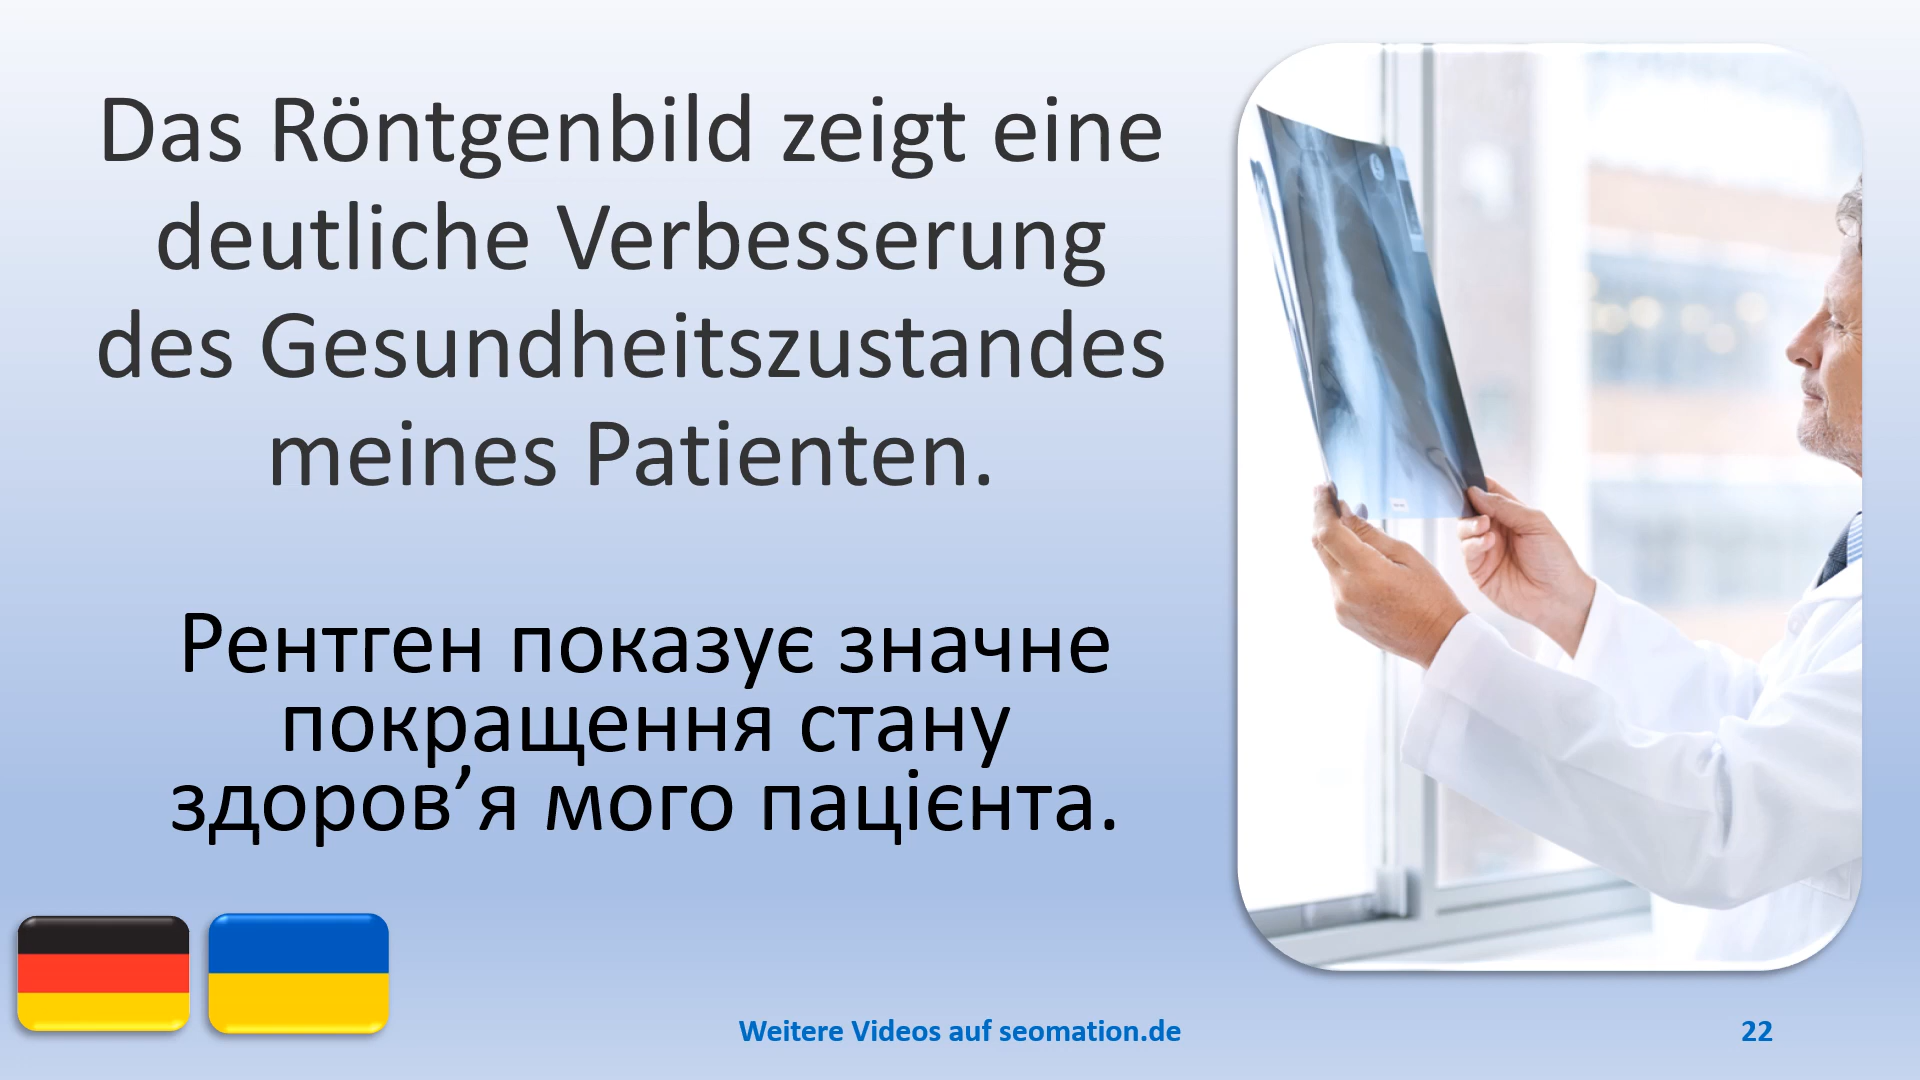 Das Röntgenbild zeigt eine
deutliche Verbesserung
des Gesundheitszustandes
meines Patienten.
Рентген показує значне
покращення стану
здоров’я мого пацієнта.
Weitere Videos auf seomation.de
22